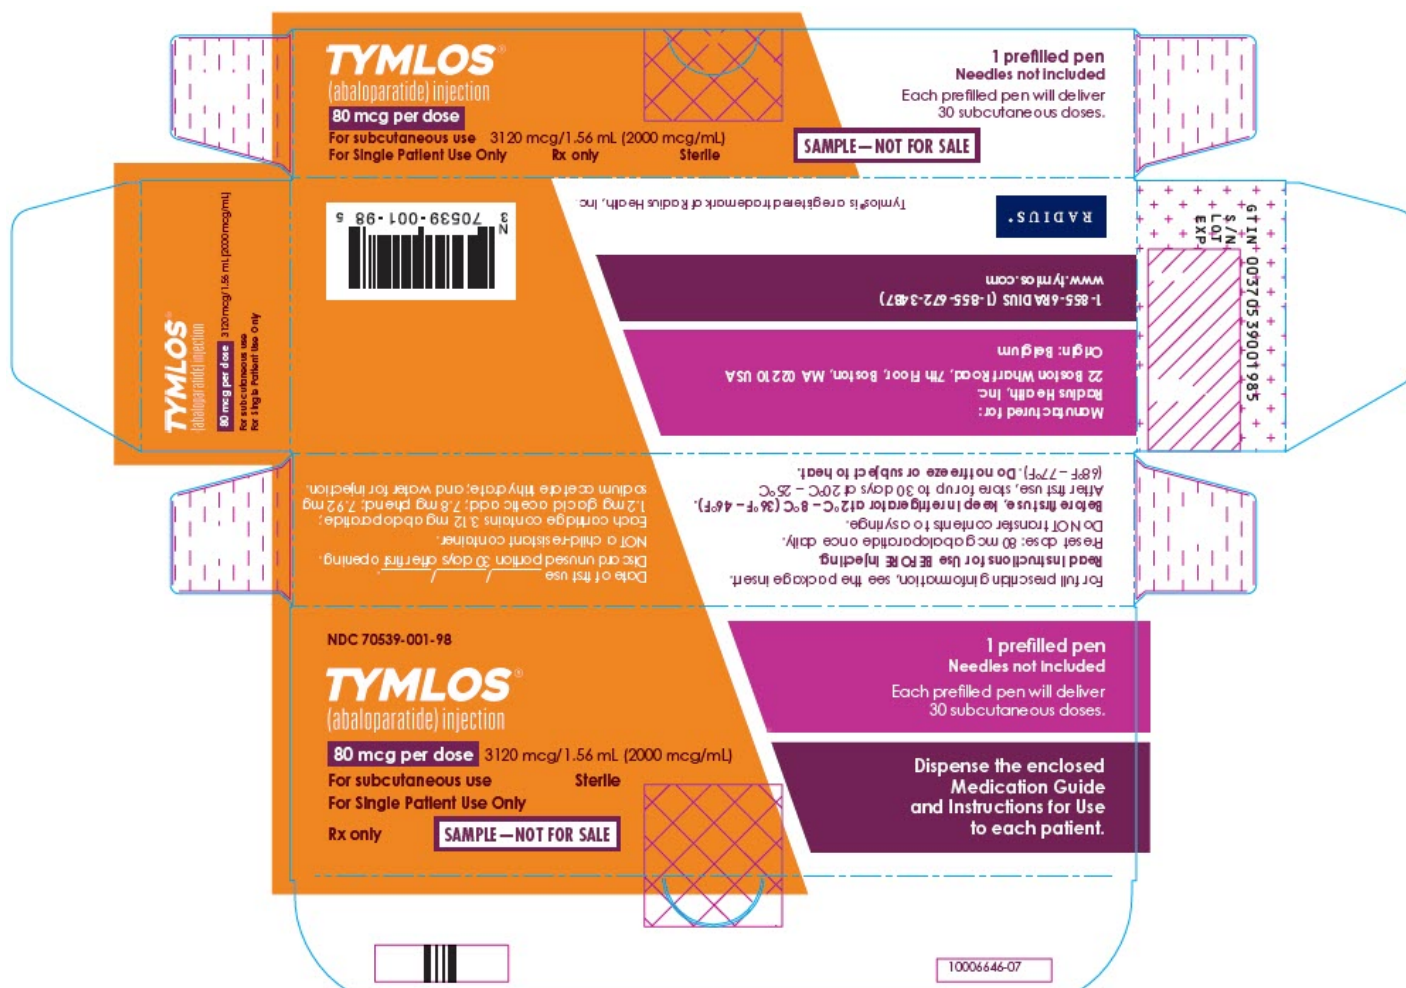 TYMLOS®
(abaloparatide) injection
80 mcg per dose
For subcutaneous use 3120 mcg/1.56 mL (2000 mcg/mL)
For Single Patient Use Only Rx only Sterile
SAMPLE—NOT FOR SALE
1 prefilled pen
Needles not included
Each prefilled pen will deliver
30 subcutaneous doses.
TYMLOS®
(abaloparatide) injection
80 mcg per dose 3120 mcg/1.56 mL (2000 mcg/mL)
For subcutaneous use
For Single Patient Use Only
N
3 70539-001-98 5
Manufactured for:
Radius Health, Inc.
22 Boston Wharf Road, 7th Floor, Boston, MA 02210 USA
Origin: Belgium
1-855-6RADIUS (1-855-672-3487)
www.tymlos.com
RADIUS®
Tymlos® is a registered trademark of Radius Health, Inc.
GTIN 00370539001985
S/N
LOT
EXP
For full prescribing information, see the package insert.
Read Instructions for Use BEFORE injecting.
Reset dose: 80 mcg abaloparatide once daily.
Do NOT transfer contents to a syringe.
Before first use, keep in refrigerator at 2°C – 8°C (36°F – 46°F).
After first use, store for up to 30 days at 20°C – 25°C
(68°F – 77°F). Do not freeze or subject to heat.
Date of first use ____/____/____.
Discard unused portion 30 days after first opening.
NOT a child-resistant container.
Each cartridge contains 3.12 mg abaloparatide;
1.2 mg glacial acetic acid; 7.8 mg phenol; 7.92 mg
sodium acetate trihydrate; and water for injection.
NDC 70539-001-98
TYMLOS®
(abaloparatide) injection
80 mcg per dose 3120 mcg/1.56 mL (2000 mcg/mL)
For subcutaneous use Sterile
For Single Patient Use Only
Rx only SAMPLE—NOT FOR SALE
1 prefilled pen
Needles not included
Each prefilled pen will deliver
30 subcutaneous doses.
Dispense the enclosed
Medication Guide
and Instructions for Use
to each patient.
10006646-07